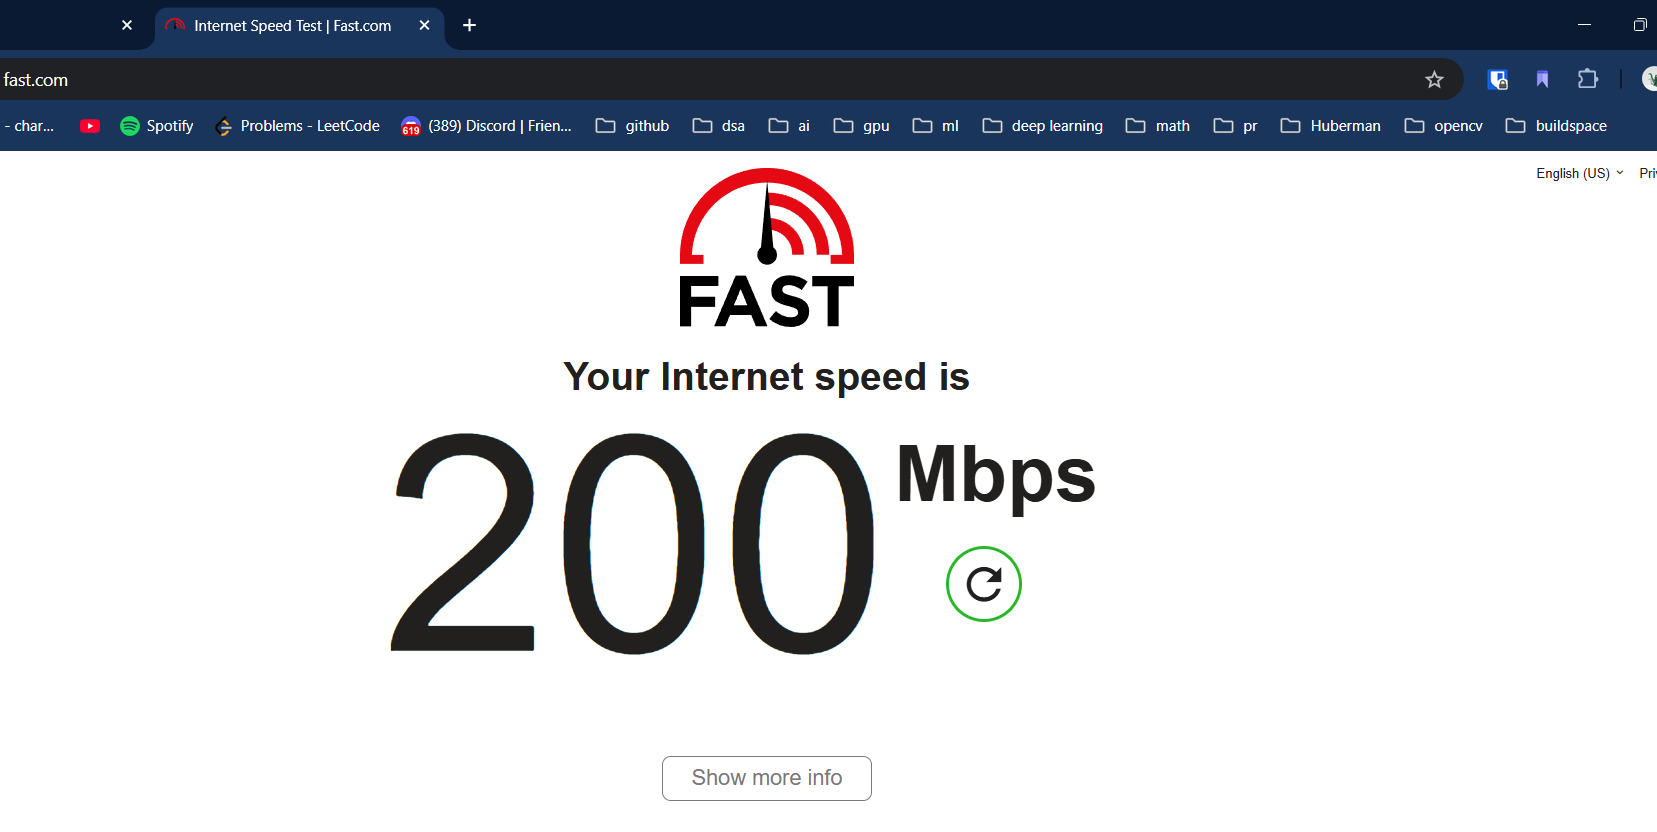 Internet Speed Test | Fast.com
fast.com
- char... Spotify Problems - LeetCode 619 (389) Discord | Frien... github dsa ai gpu ml deep learning math pr Huberman opencv buildspace
English (US)
FAST
Your Internet speed is
200 Mbps
Show more info